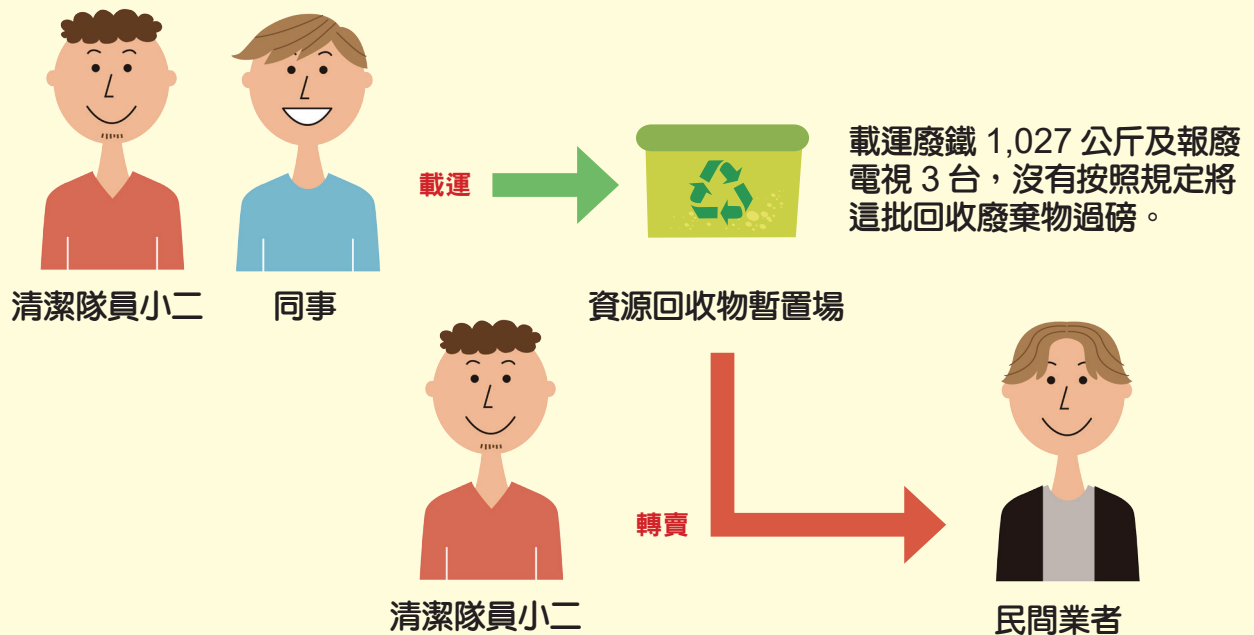 載運
載運廢鐵 1,027 公斤及報廢
電視 3 台，沒有按照規定將
這批回收廢棄物過磅。
清潔隊員小二
同事
資源回收物暫置場
轉賣
清潔隊員小二
民間業者